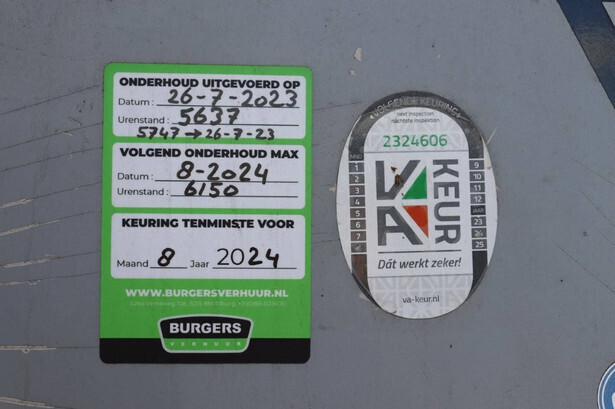 ONDERHOUD UITGEVOERD OP
Datum : 26-7-2023
Urenstand : 5637
5747 → 26-7-23
VOLGEND ONDERHOUD MAX
Datum : 8-2024
Urenstand : 6150
KEURING TENMINSTE VOOR
Maand 8 Jaar 2024
WWW.BURGERSVERHUUR.NL
BURGERS
VERHUUR
VOLGENDE KEURING
next inspection
nächste inspektion
2324606
MND
1
2
3
4
5
6
7
9
10
11
12
JAAR
23
24
25
VA
KEUR
Dát werkt zeker!
va-keur.nl